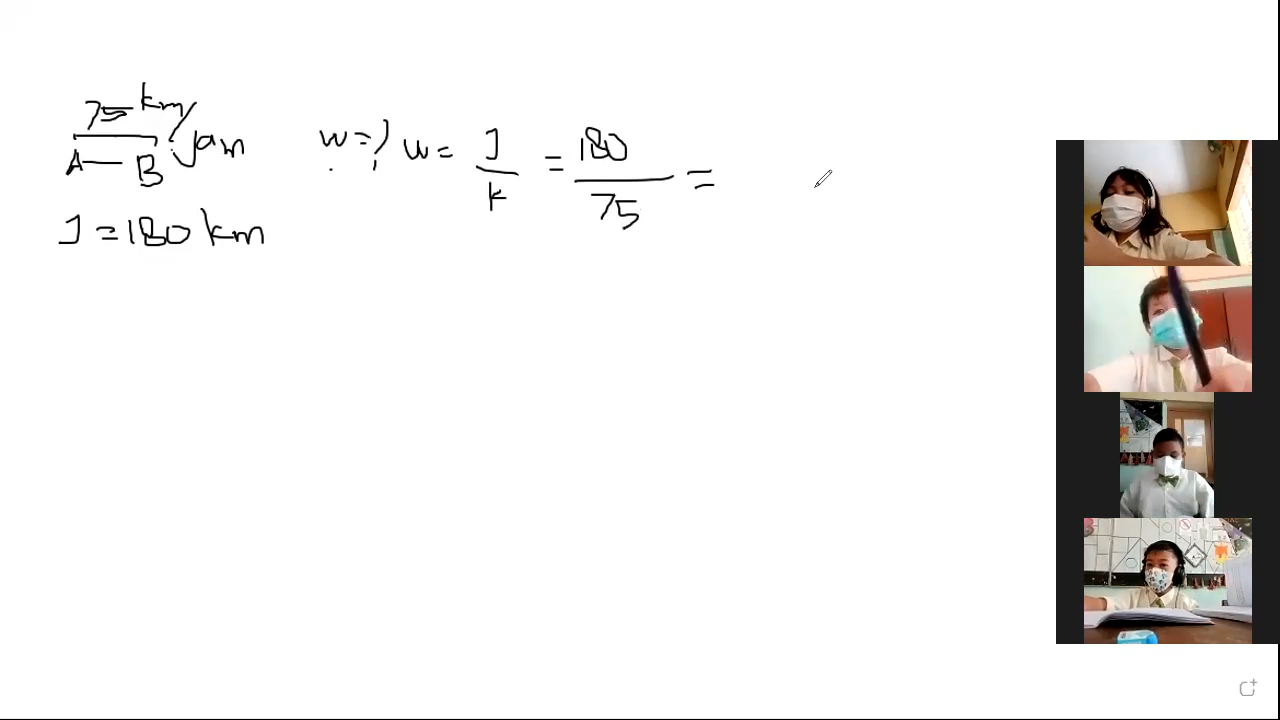 75 km/jam
A — B
J = 180 km
w = ? w = J/k = 180/75 =